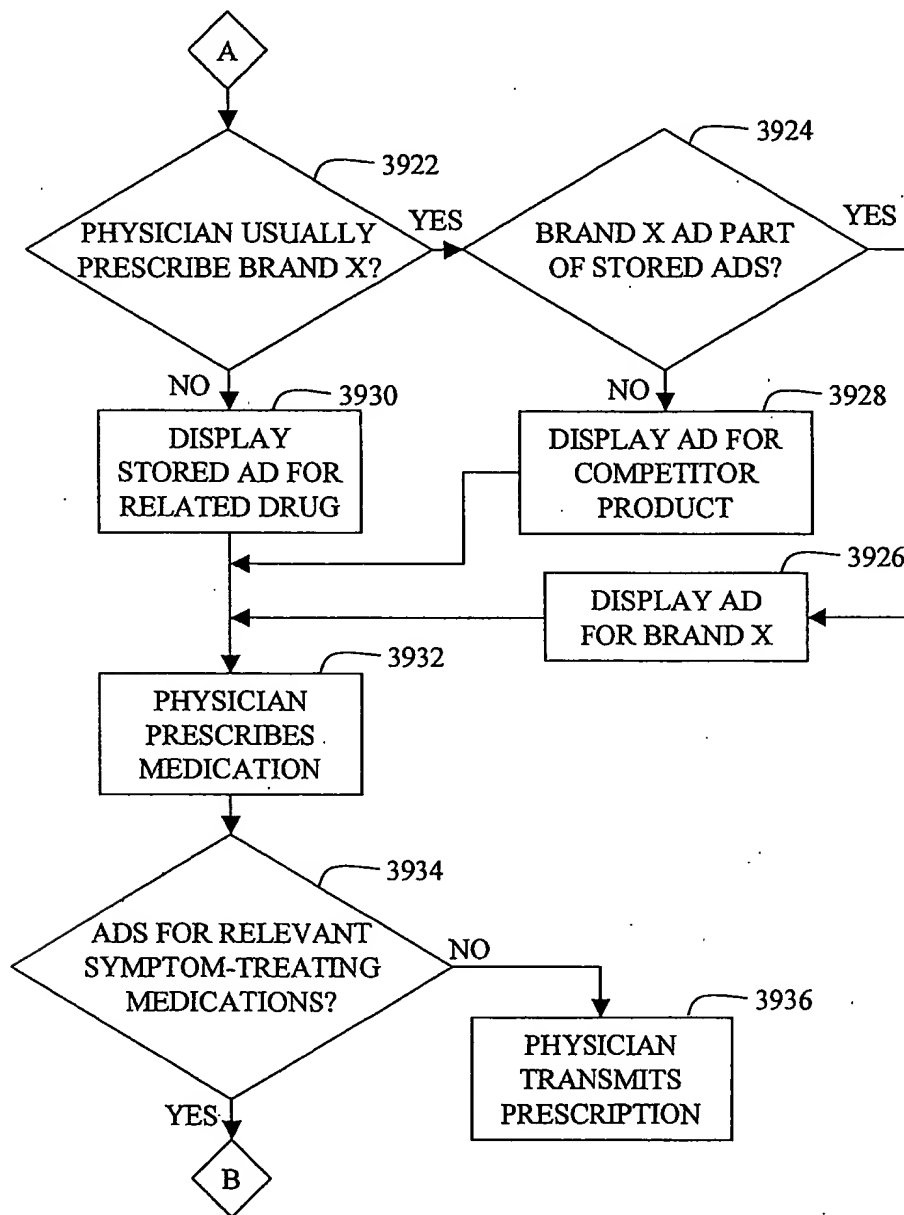 A
3922
PHYSICIAN USUALLY
PRESCRIBE BRAND X?
YES
3924
BRAND X AD PART
OF STORED ADS?
YES
NO
3930
DISPLAY
STORED AD FOR
RELATED DRUG
NO
3928
DISPLAY AD FOR
COMPETITOR
PRODUCT
3926
DISPLAY AD
FOR BRAND X
3932
PHYSICIAN
PRESCRIBES
MEDICATION
3934
ADS FOR RELEVANT
SYMPTOM-TREATING
MEDICATIONS?
NO
3936
PHYSICIAN
TRANSMITS
PRESCRIPTION
YES
B